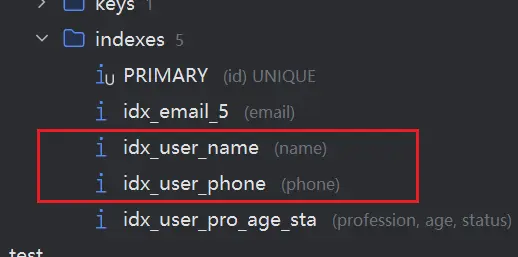 keys 1
indexes 5
PRIMARY (id) UNIQUE
idx_email_5 (email)
idx_user_name (name)
idx_user_phone (phone)
idx_user_pro_age_sta (profession, age, status)
test